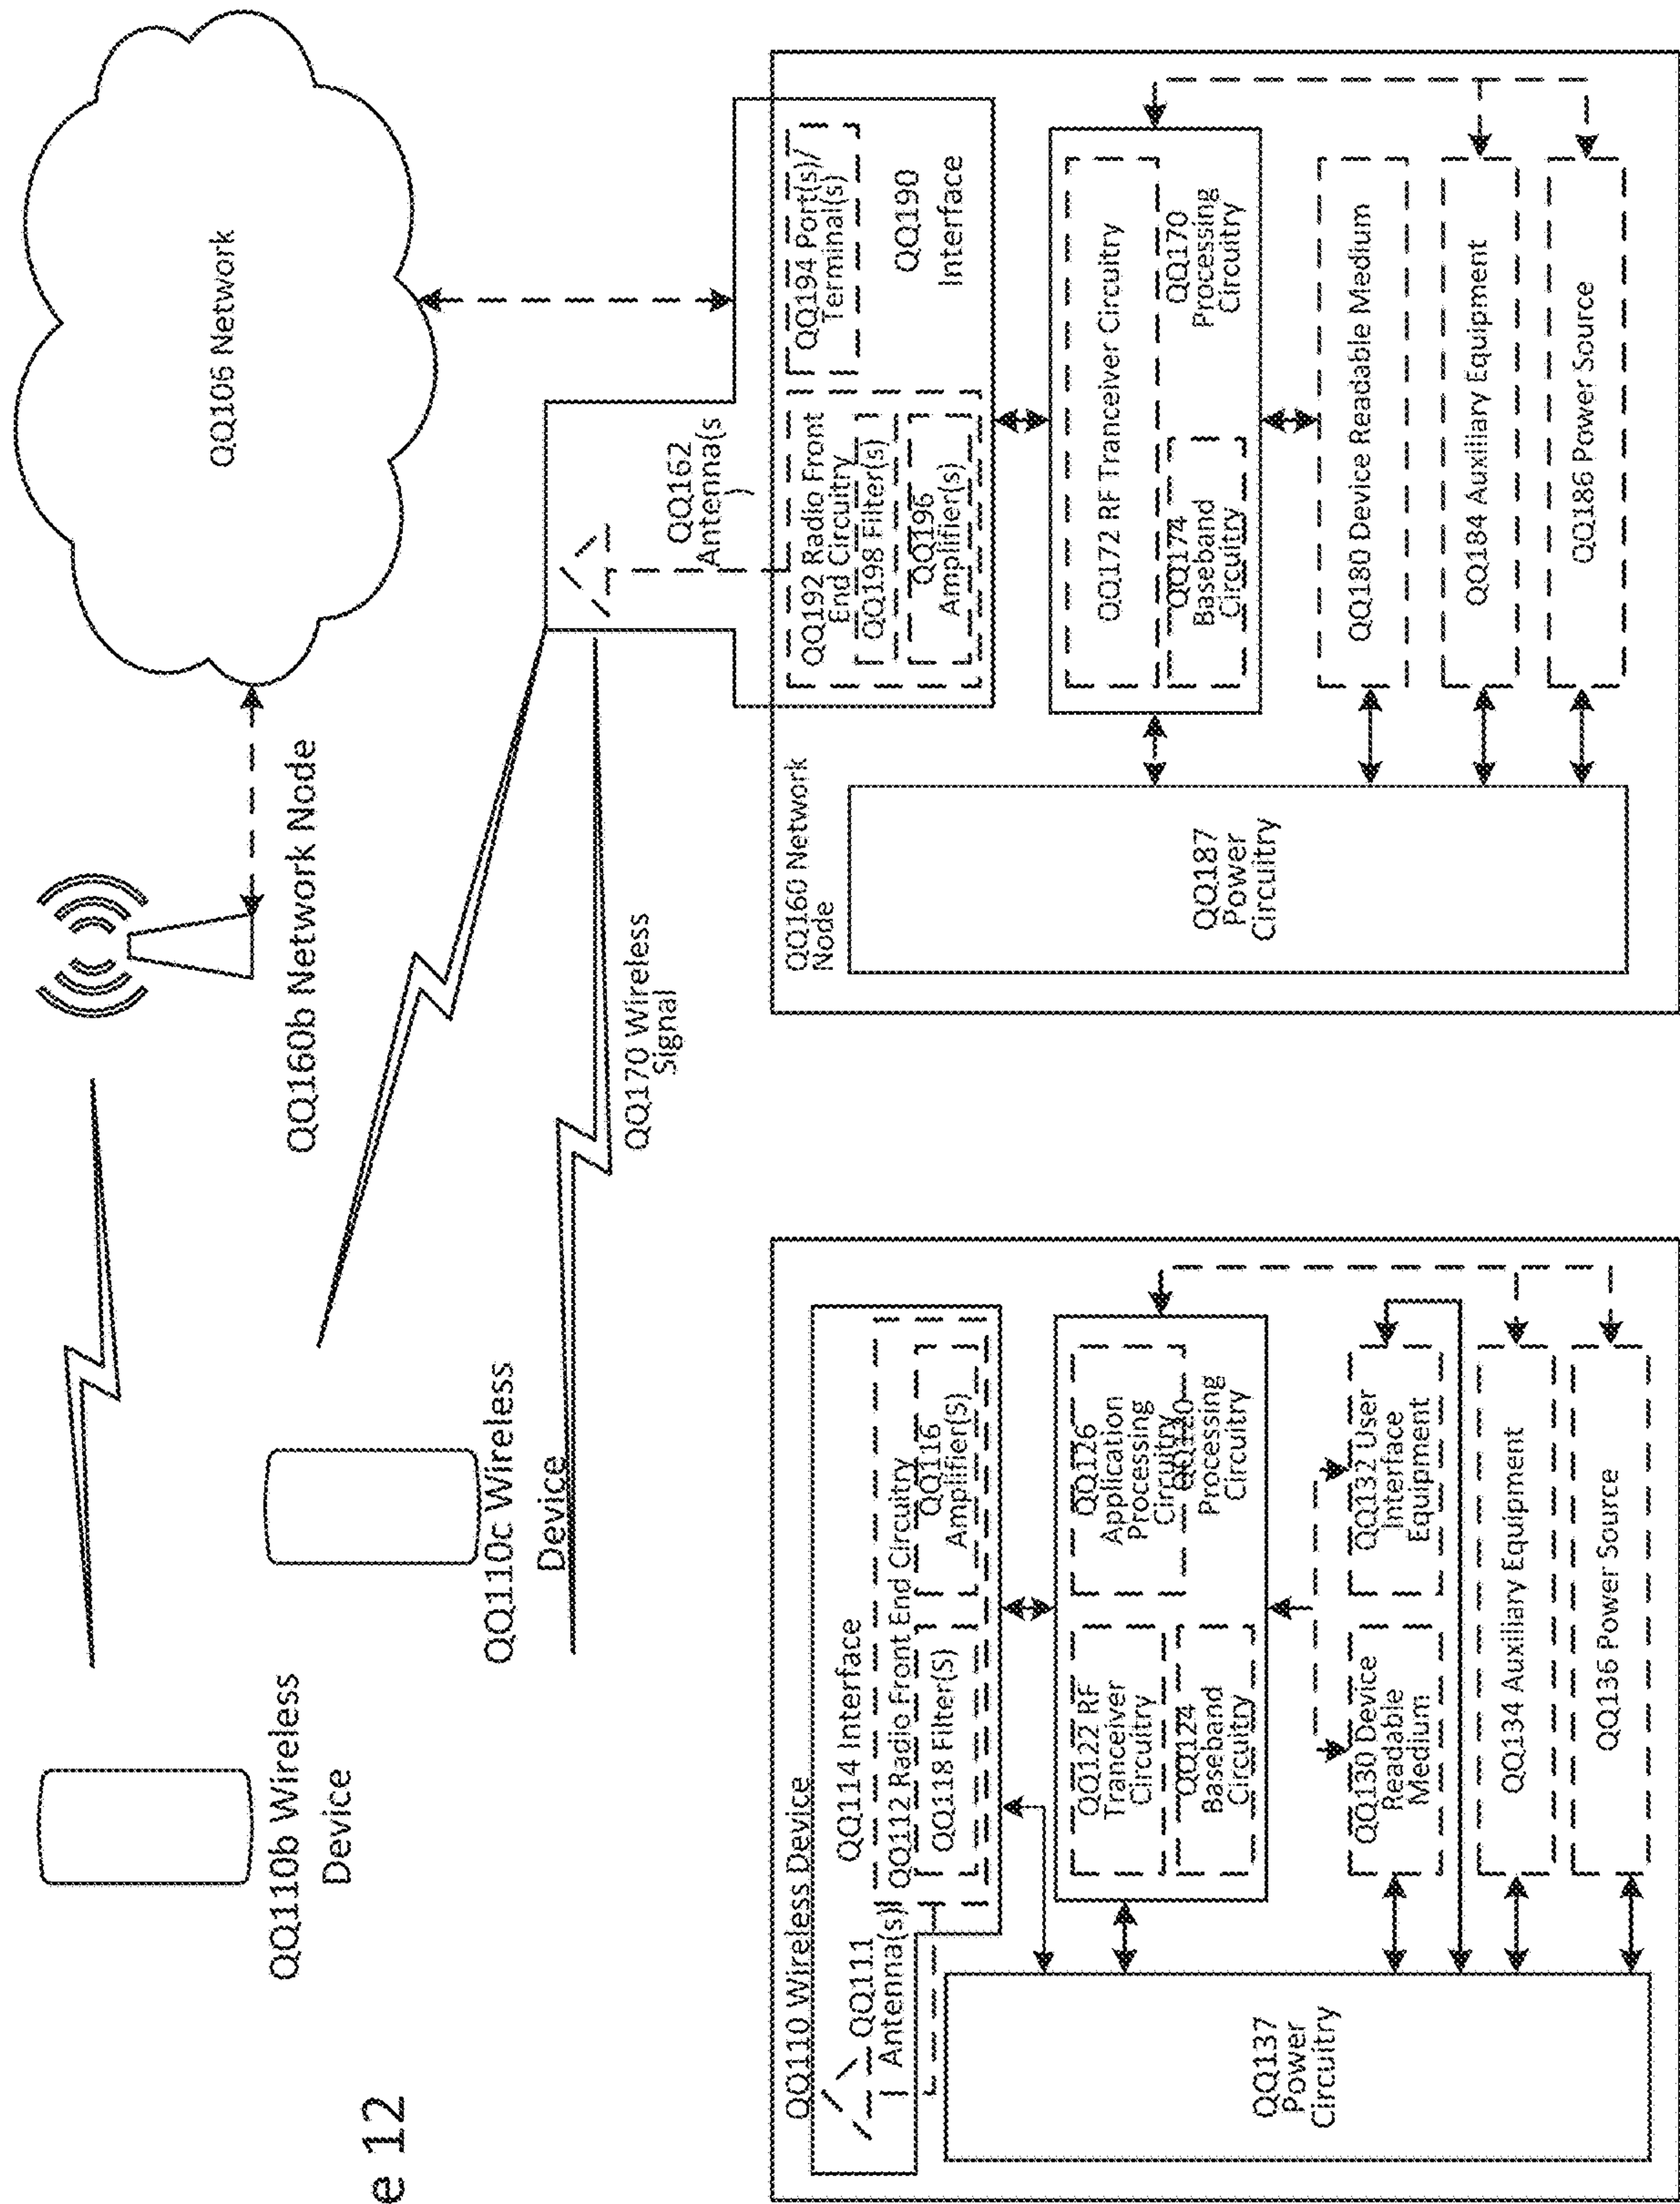 QQ106 Network
QQ160b Network Node
QQ110b Wireless
Device
QQ110c Wireless
Device
QQ170 Wireless
Signal
e 12
QQ110 Wireless Device
QQ111
Antenna(s)
QQ114 Interface
QQ112 Radio Front End Circuitry
QQ118 Filter(S)
QQ116
Amplifier(S)
QQ122 RF
Tranceiver
Circuitry
QQ124
Baseband
Circuitry
QQ126
Application
Processing
Circuitry
QQ120
Processing
Circuitry
QQ130 Device
Readable
Medium
QQ132 User
Interface
Equipment
QQ134 Auxiliary Equipment
QQ136 Power Source
QQ137
Power
Circuitry
QQ160 Network
Node
QQ162
Antenna(s
)
QQ192 Radio Front
End Circuitry
QQ198 Filter(s)
QQ196
Amplifier(s)
QQ194 Port(s)/
Terminal(s)
QQ190
Interface
QQ172 RF Tranceiver Circuitry
QQ174
Baseband
Circuitry
QQ170
Processing
Circuitry
QQ180 Device Readable Medium
QQ184 Auxiliary Equipment
QQ186 Power Source
QQ187
Power
Circuitry